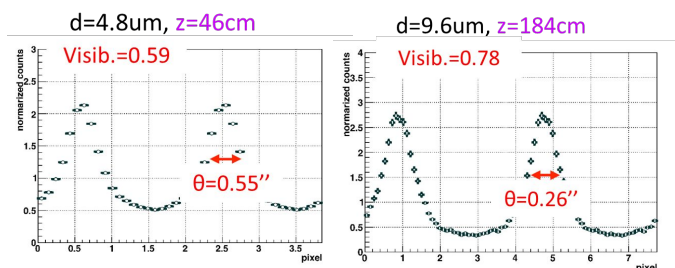 d=4.8um, z=46cm
Visib.=0.59
normarized counts
3
2.5
2
1.5
1
0.5
0
0 0.5 1 1.5 2 2.5 3 3.5
pixel
θ=0.55’’
d=9.6um, z=184cm
Visib.=0.78
normarized counts
4
3.5
3
2.5
2
1.5
1
0.5
0
0 1 2 3 4 5 6 7
pixel
θ=0.26’’